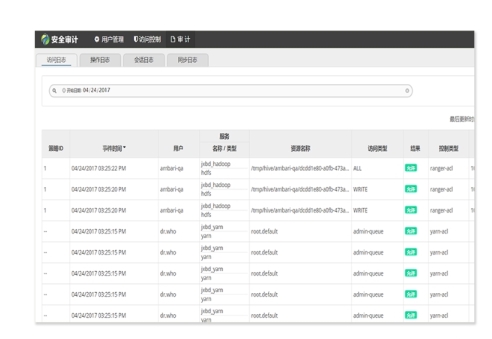 安全审计 用户管理 访问控制 审 计
访问日志 操作日志 会话日志 同步日志
开始日期: 04/24/2017
最后更新时
服务
策略ID 事件时间 用户 名称 / 类型 资源名称 访问类型 结果 控制类型
1 04/24/2017 03:25:22 PM ambari-qa jxbd_hadoop /tmp/hive/ambari-qa/dcdd1e80-a0fb-473a... ALL 允许 ranger-acl
hdfs
1 04/24/2017 03:25:20 PM ambari-qa jxbd_hadoop /tmp/hive/ambari-qa/dcdd1e80-a0fb-473a... WRITE 允许 ranger-acl
hdfs
1 04/24/2017 03:25:20 PM ambari-qa jxbd_hadoop /tmp/hive/ambari-qa/dcdd1e80-a0fb-473a... WRITE 允许 ranger-acl
hdfs
-- 04/24/2017 03:25:15 PM dr.who jxbd_yarn root.default admin-queue 允许 yarn-acl
yarn
-- 04/24/2017 03:25:15 PM dr.who jxbd_yarn root.default admin-queue 允许 yarn-acl
yarn
-- 04/24/2017 03:25:15 PM dr.who jxbd_yarn root.default admin-queue 允许 yarn-acl
yarn
-- 04/24/2017 03:25:15 PM dr.who jxbd_yarn root.default admin-queue 允许 yarn-acl
yarn
-- 04/24/2017 03:25:15 PM dr.who jxbd_yarn root.default admin-queue 允许 yarn-acl
yarn